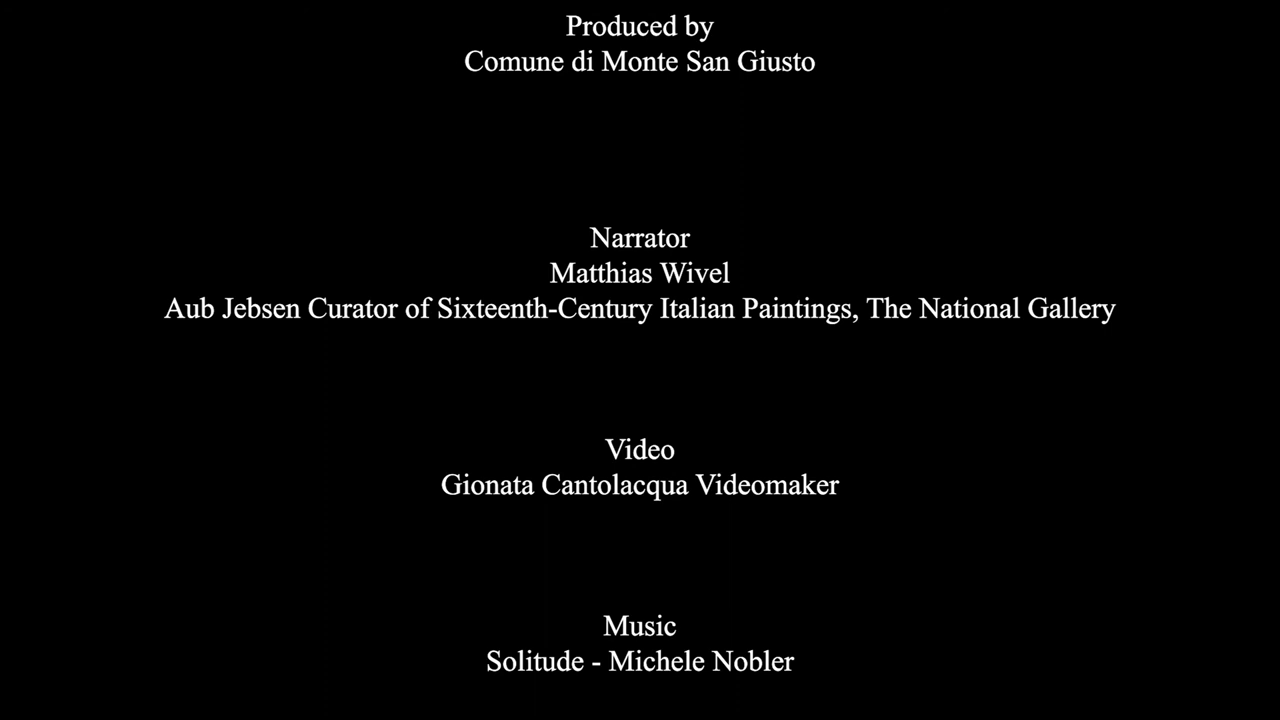 Produced by
Comune di Monte San Giusto
Narrator
Matthias Wivel
Aub Jebsen Curator of Sixteenth-Century Italian Paintings, The National Gallery
Video
Gionata Cantolacqua Videomaker
Music
Solitude - Michele Nobler